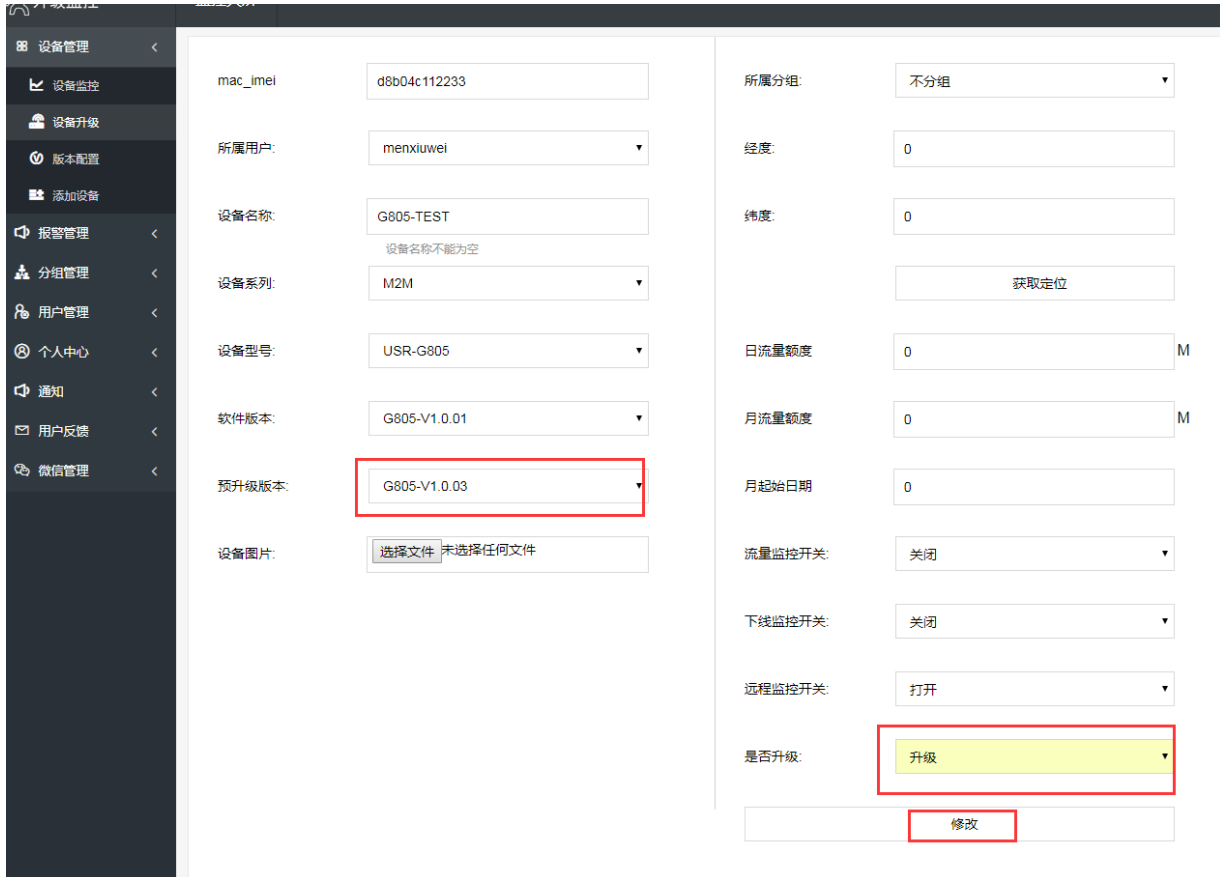 设备管理
设备监控
设备升级
版本配置
添加设备
报警管理
分组管理
用户管理
个人中心
通知
用户反馈
微信管理
mac_imei d8b04c112233
所属用户: menxiuwei
设备名称: G805-TEST
设备名称不能为空
设备系列: M2M
设备型号: USR-G805
软件版本: G805-V1.0.01
预升级版本: G805-V1.0.03
设备图片: 选择文件 未选择任何文件
所属分组: 不分组
经度: 0
纬度: 0
获取定位
日流量额度 0 M
月流量额度 0 M
月起始日期 0
流量监控开关: 关闭
下线监控开关: 关闭
远程监控开关: 打开
是否升级: 升级
修改